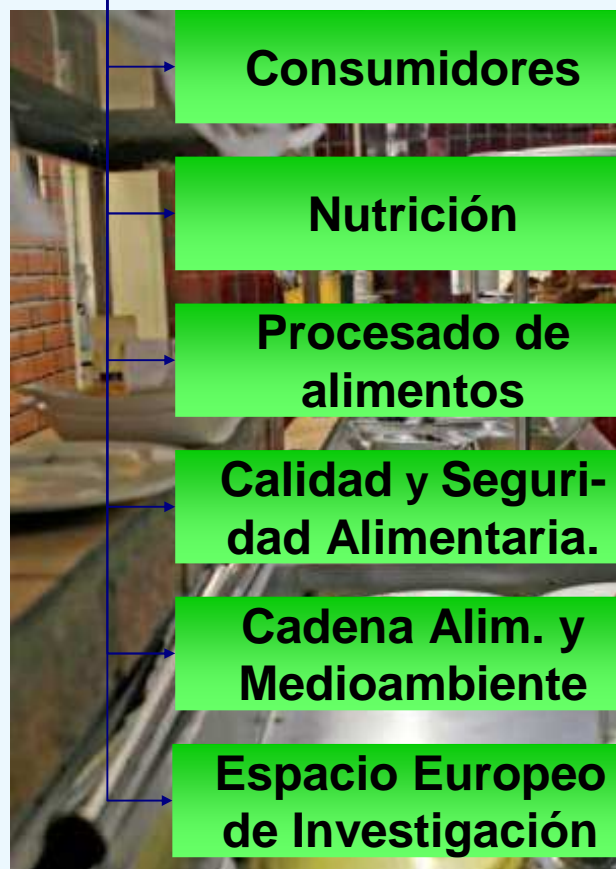 Consumidores
Nutrición
Procesado de
alimentos
Calidad y Seguri-
dad Alimentaria.
Cadena Alim. y
Medioambiente
Espacio Europeo
de Investigación